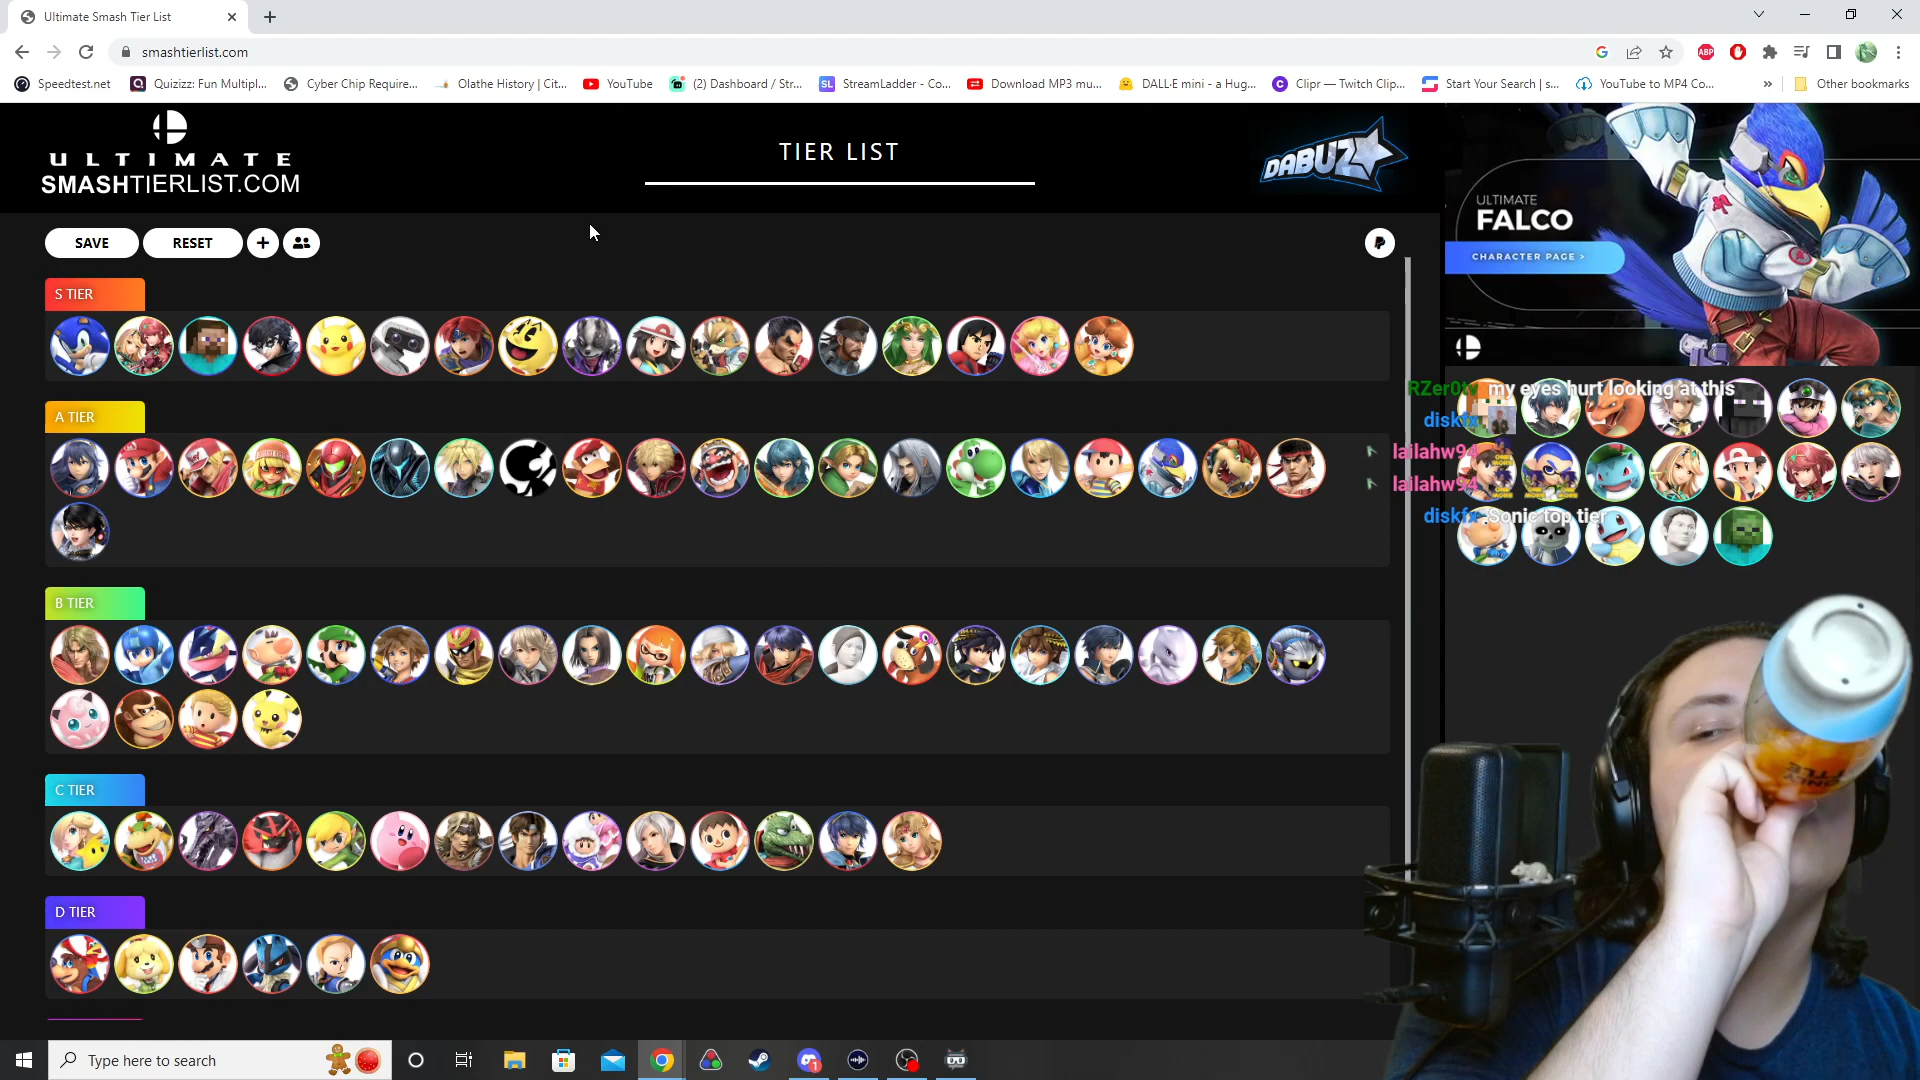 Ultimate Smash Tier List
smashtierlist.com
Speedtest.net
Quizizz: Fun Multipl...
Cyber Chip Require...
Olathe History | Cit...
YouTube
(2) Dashboard / Str...
StreamLadder - Co...
Download MP3 mu...
DALL·E mini - a Hug...
Clipr — Twitch Clip...
Start Your Search | s...
YouTube to MP4 Co...
»
Other bookmarks
ULTIMATE
SMASHTIERLIST.COM
TIER LIST
DABUZ
ULTIMATE
FALCO
CHARACTER PAGE >
SAVE
RESET
S TIER
A TIER
B TIER
C TIER
D TIER
RZer0tv my eyes hurt looking at this
diskfx
lailahw94
lailahw94
diskfx Sonic top tier
Type here to search